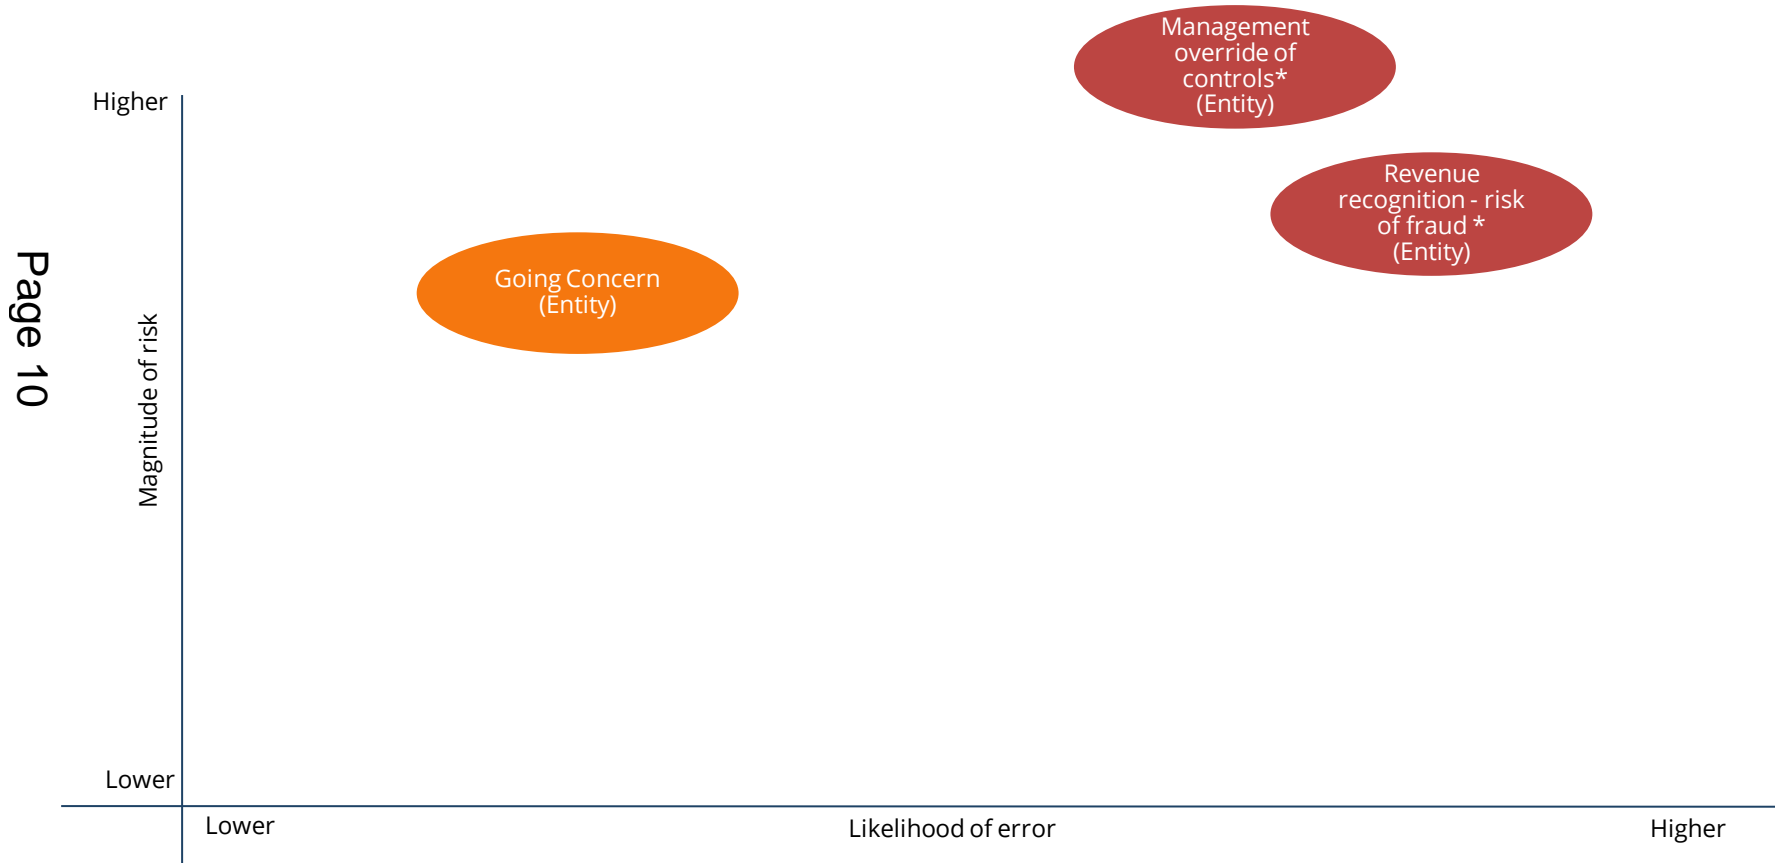 Management
override of
controls*
(Entity)
Higher
Revenue
recognition - risk
of fraud *
(Entity)
Going Concern
(Entity)
Page 10
Magnitude of risk
Lower
Lower
Likelihood of error
Higher